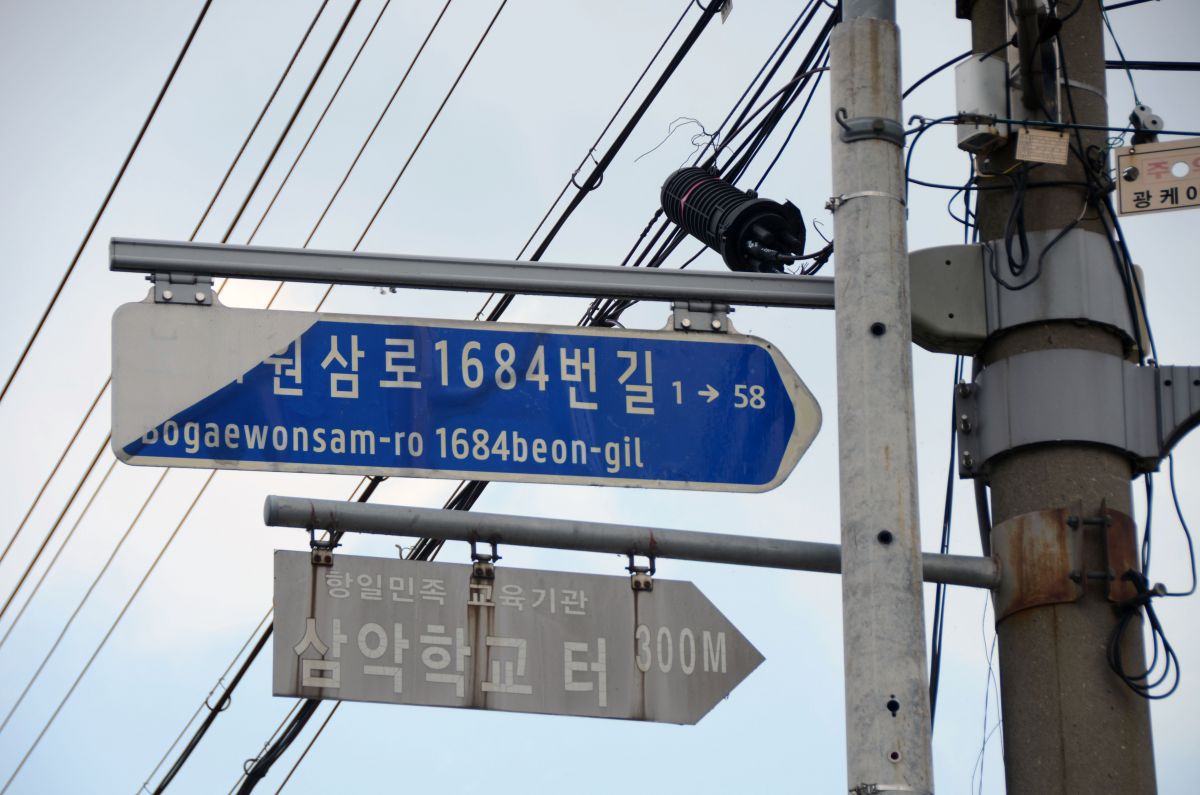 원삼로1684번길 1 → 58
Bogaewonsam-ro 1684beon-gil
항일민족 교육기관
삼악학교 터 300M